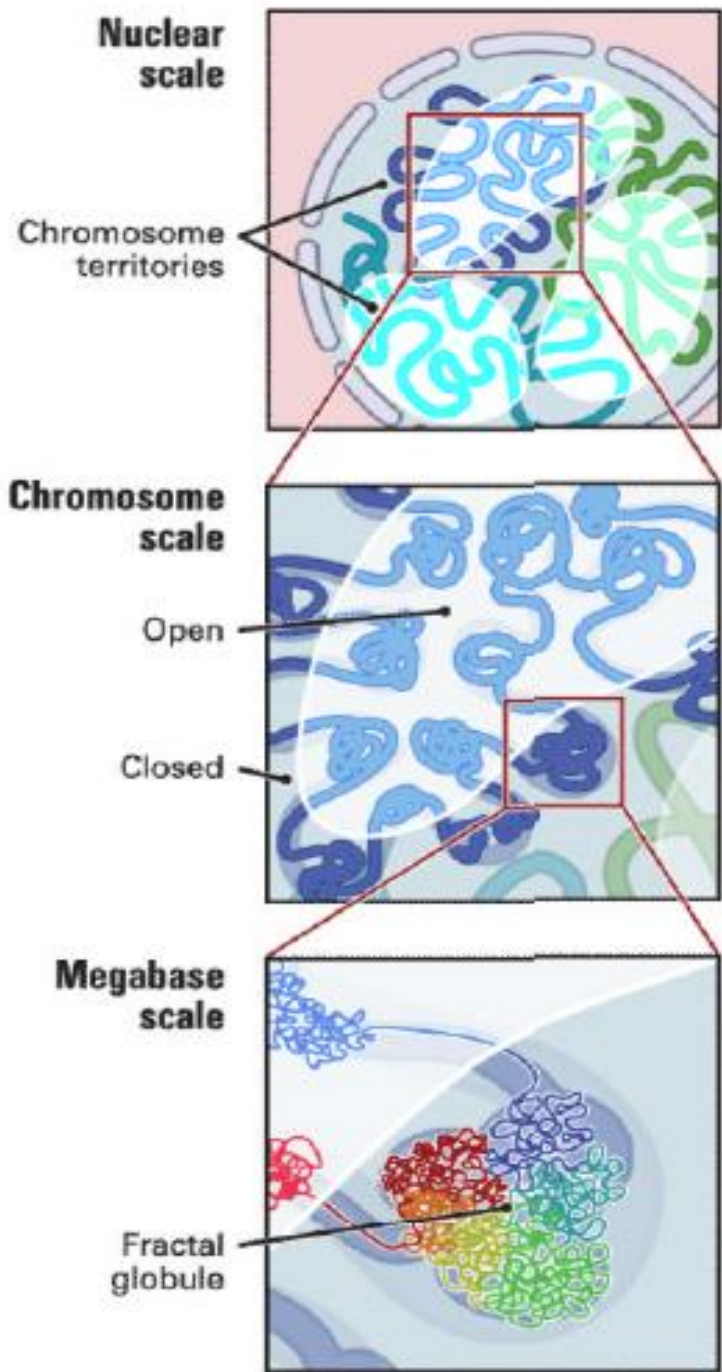 Nuclear
scale
Chromosome
territories
Chromosome
scale
Open
Closed
Megabase
scale
Fractal
globule